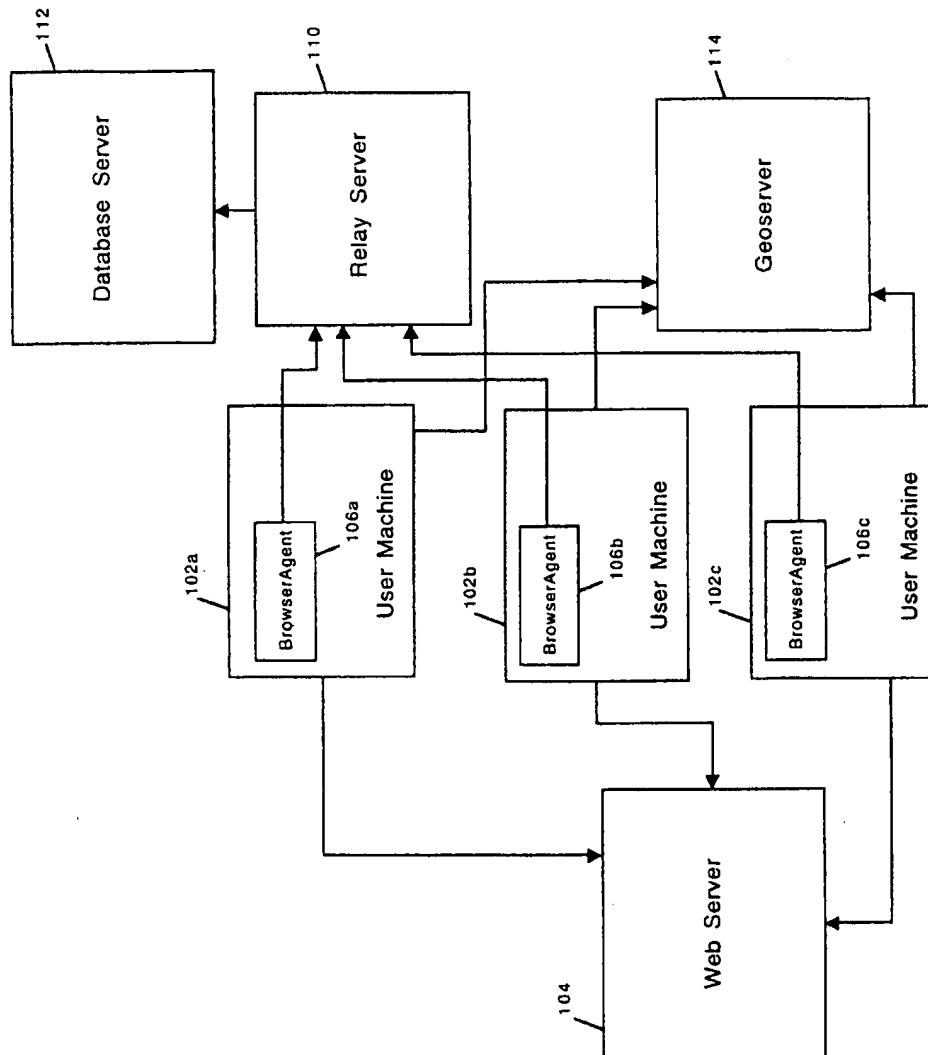 112
Database Server
110
Relay Server
114
Geoserver
102a
BrowserAgent
106a
User Machine
102b
BrowserAgent
106b
User Machine
102c
BrowserAgent
106c
User Machine
104
Web Server